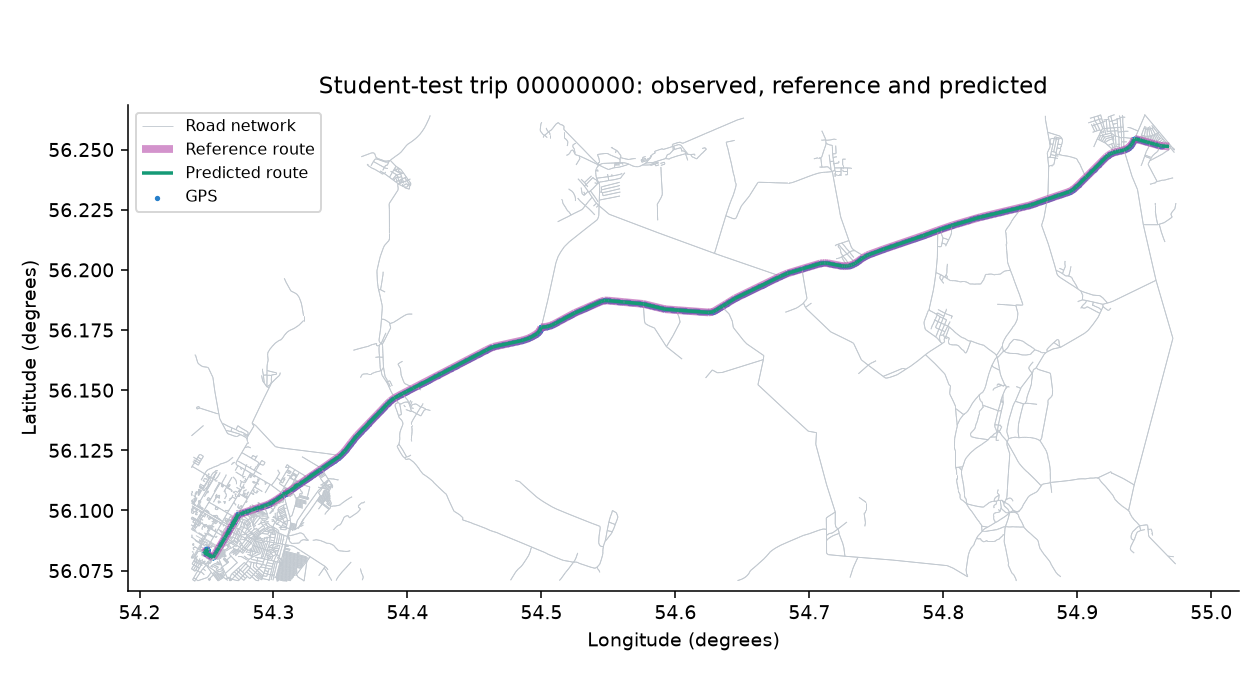 Student-test trip 00000000: observed, reference and predicted
Road network
Reference route
Predicted route
GPS
Latitude (degrees)
56.250
56.225
56.200
56.175
56.150
56.125
56.100
56.075
54.2 54.3 54.4 54.5 54.6 54.7 54.8 54.9 55.0
Longitude (degrees)